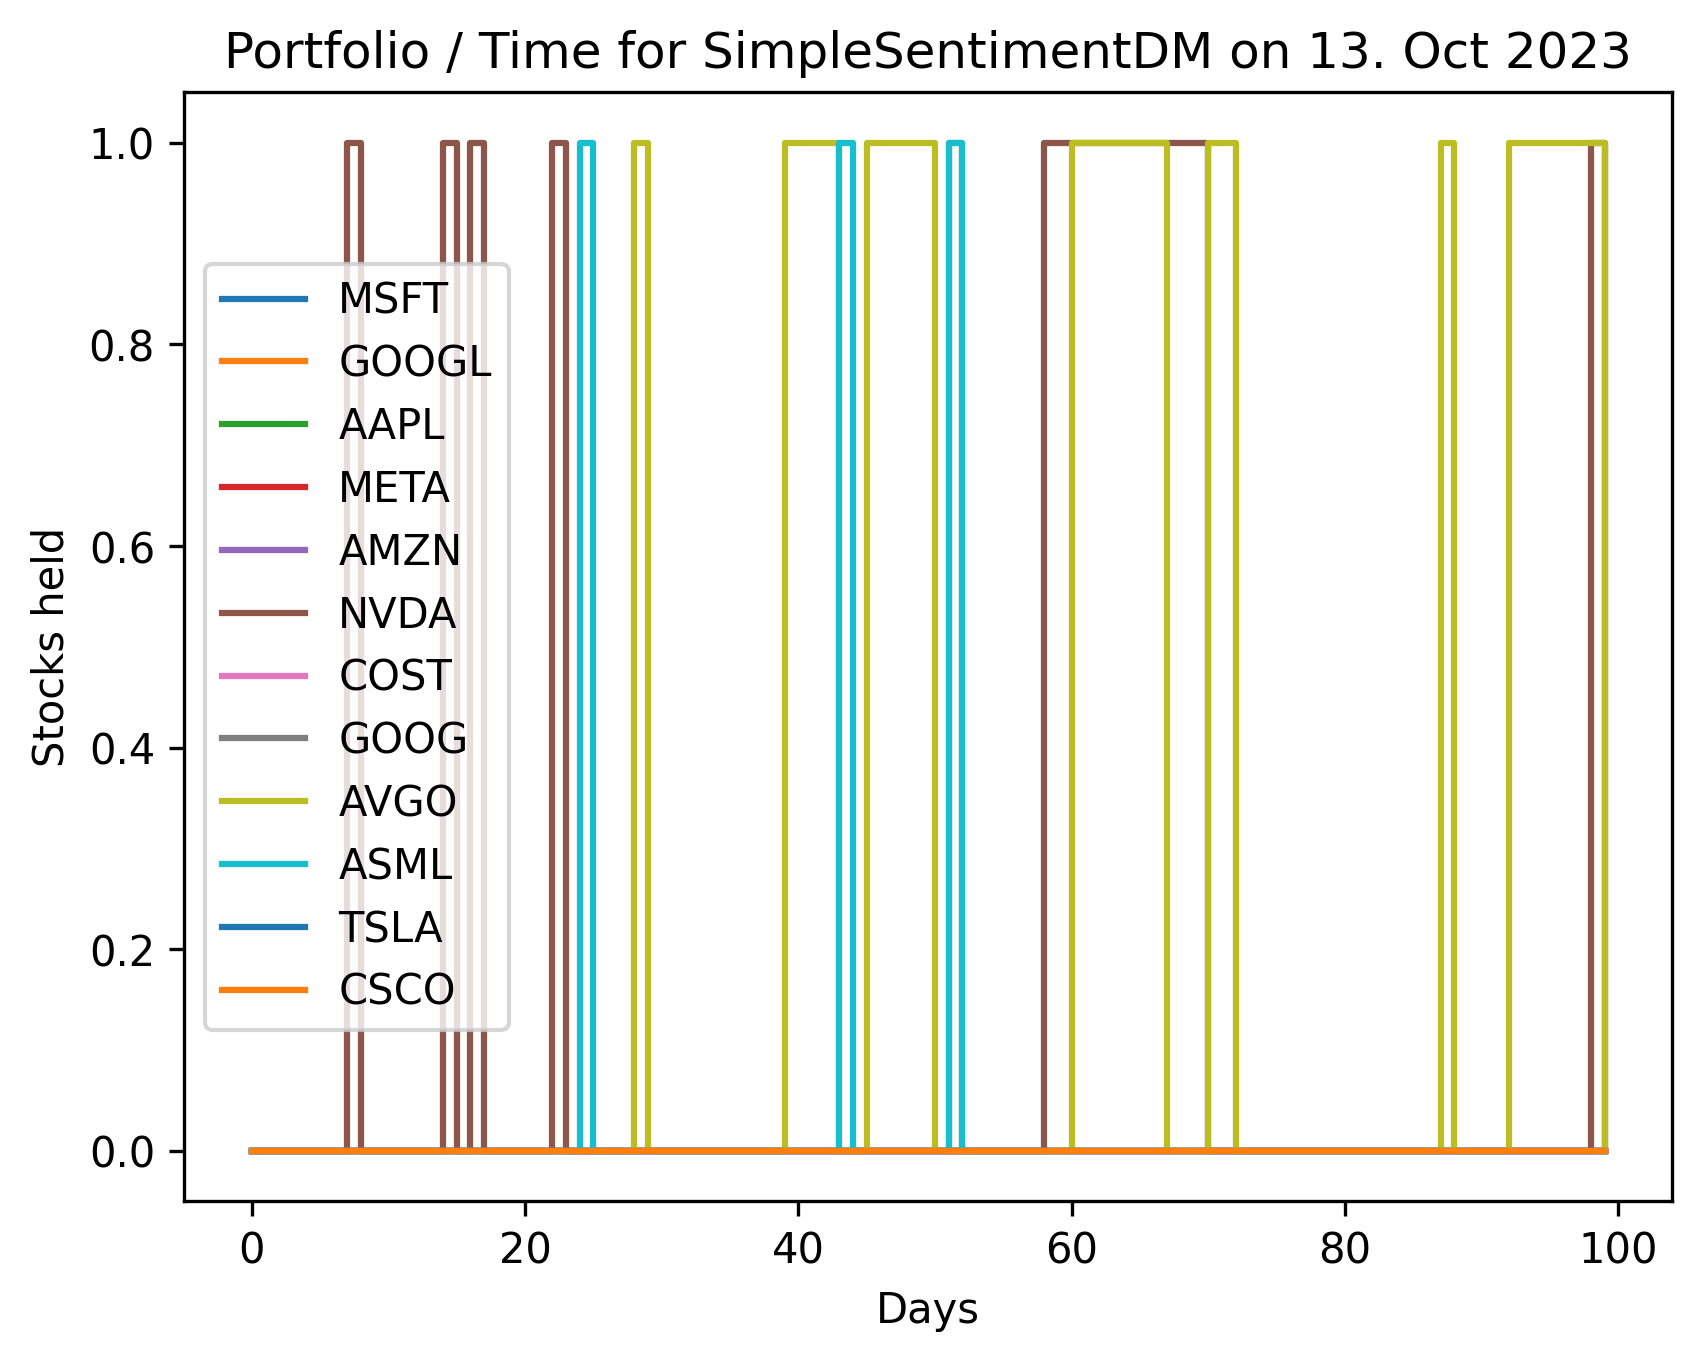 Portfolio / Time for SimpleSentimentDM on 13. Oct 2023
1.0
0.8
0.6
0.4
0.2
0.0
Stocks held
MSFT
GOOGL
AAPL
META
AMZN
NVDA
COST
GOOG
AVGO
ASML
TSLA
CSCO
0 20 40 60 80 100
Days